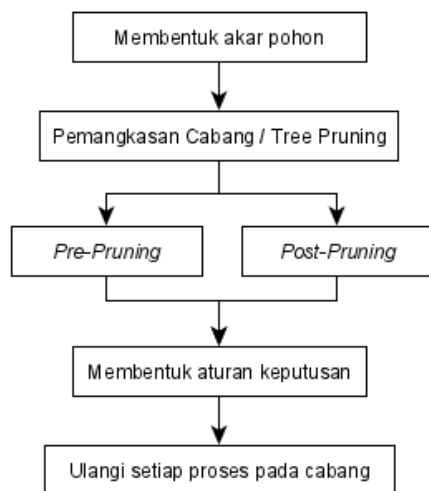 Membentuk akar pohon
Pemangkasan Cabang / Tree Pruning
Pre-Pruning
Post-Pruning
Membentuk aturan keputusan
Ulangi setiap proses pada cabang